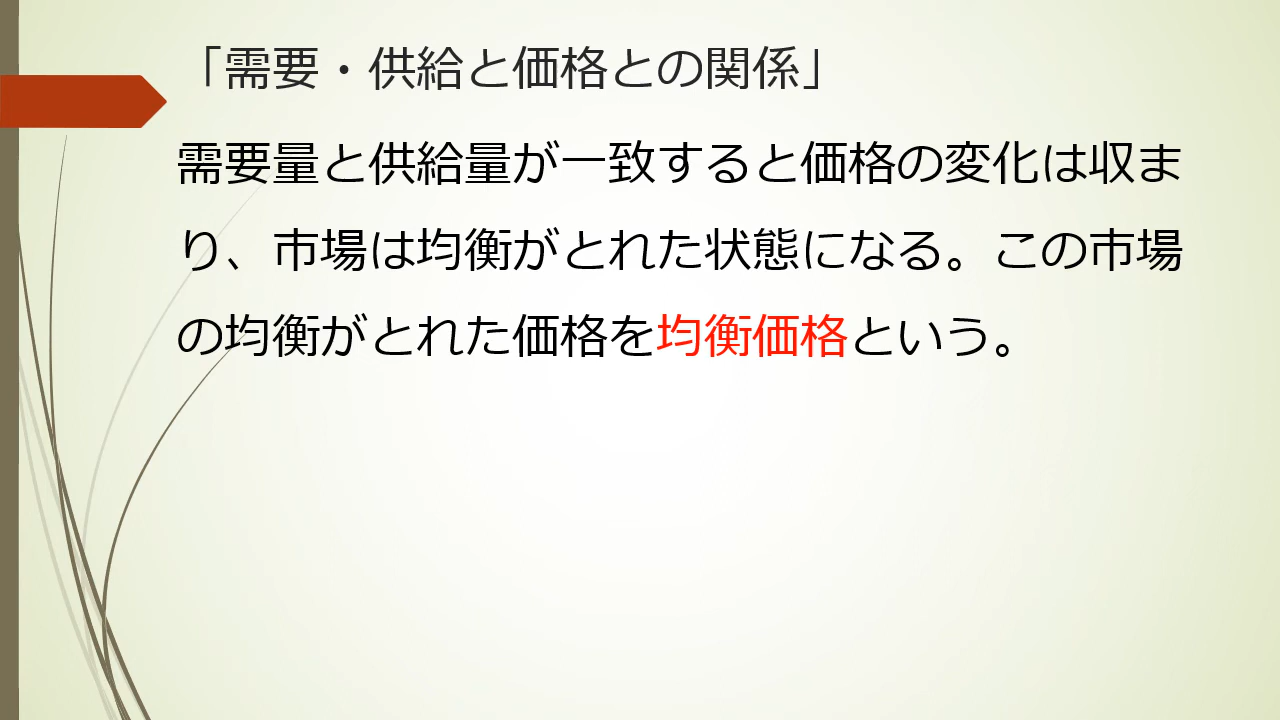 「需要・供給と価格との関係」
需要量と供給量が一致すると価格の変化は収ま
り、市場は均衡がとれた状態になる。この市場
の均衡がとれた価格を均衡価格という。